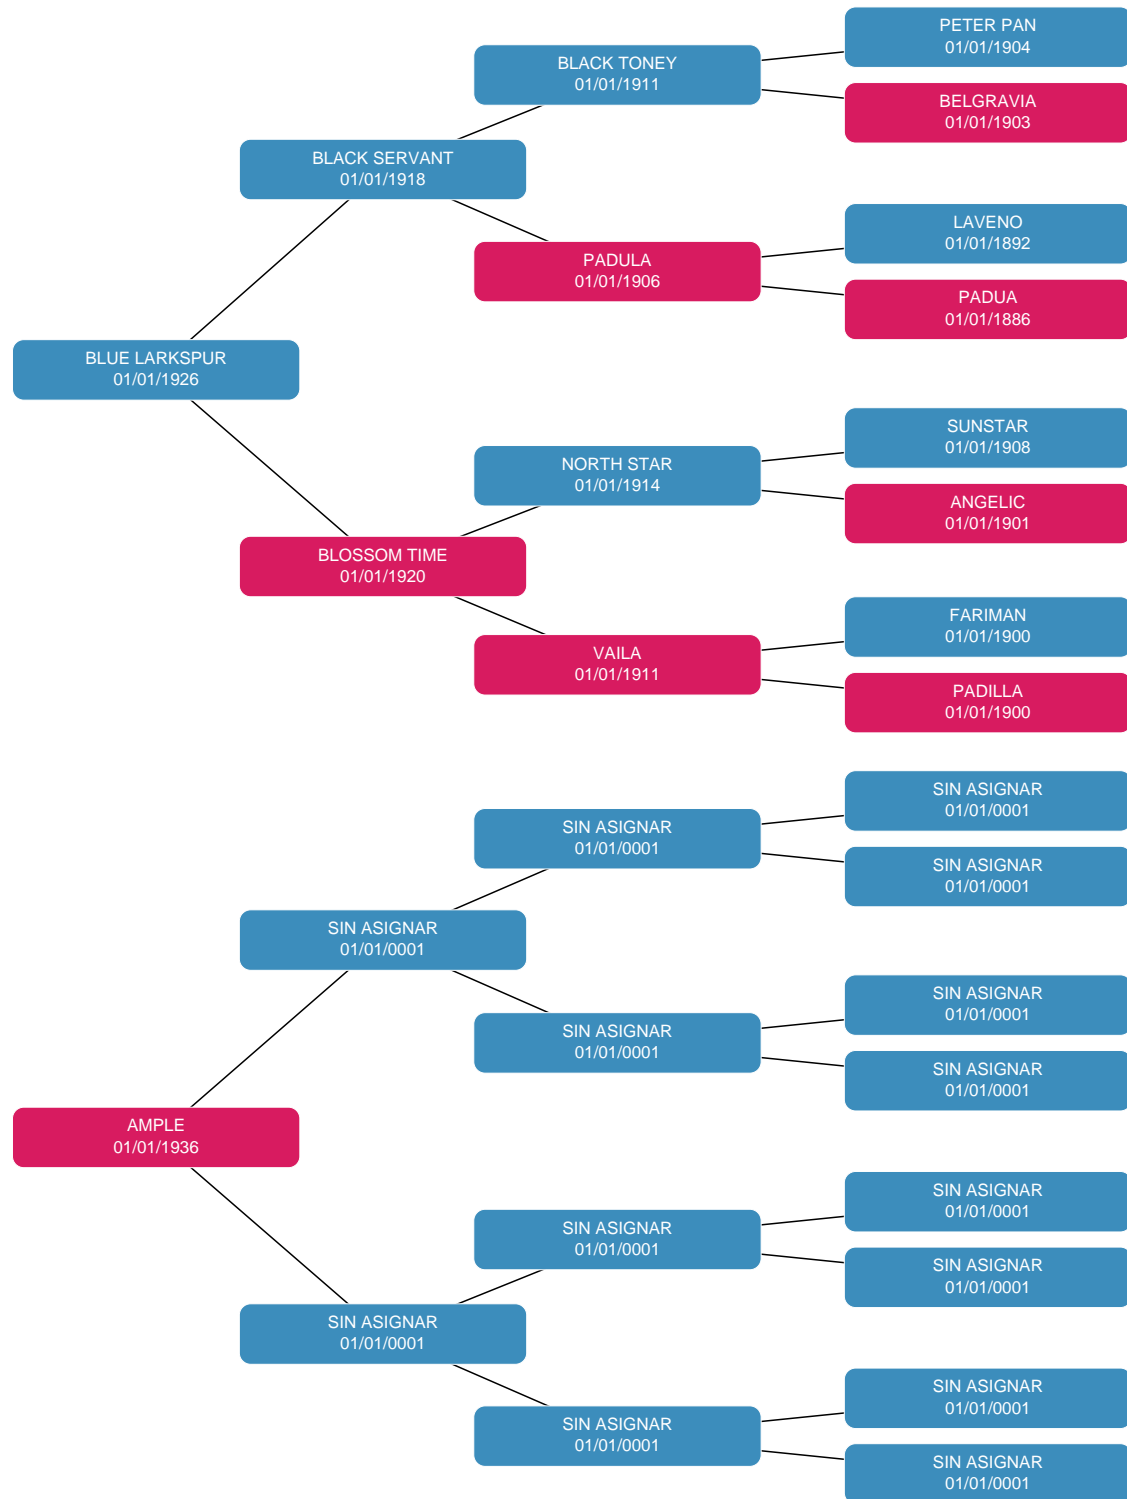 PETER PAN
01/01/1904
BLACK TONEY
01/01/1911
BELGRAVIA
01/01/1903
BLACK SERVANT
01/01/1918
LAVENO
01/01/1892
PADULA
01/01/1906
PADUA
01/01/1886
BLUE LARKSPUR
01/01/1926
SUNSTAR
01/01/1908
NORTH STAR
01/01/1914
ANGELIC
01/01/1901
BLOSSOM TIME
01/01/1920
FARIMAN
01/01/1900
VAILA
01/01/1911
PADILLA
01/01/1900
SIN ASIGNAR
01/01/0001
SIN ASIGNAR
01/01/0001
SIN ASIGNAR
01/01/0001
SIN ASIGNAR
01/01/0001
SIN ASIGNAR
01/01/0001
SIN ASIGNAR
01/01/0001
SIN ASIGNAR
01/01/0001
AMPLE
01/01/1936
SIN ASIGNAR
01/01/0001
SIN ASIGNAR
01/01/0001
SIN ASIGNAR
01/01/0001
SIN ASIGNAR
01/01/0001
SIN ASIGNAR
01/01/0001
SIN ASIGNAR
01/01/0001
SIN ASIGNAR
01/01/0001